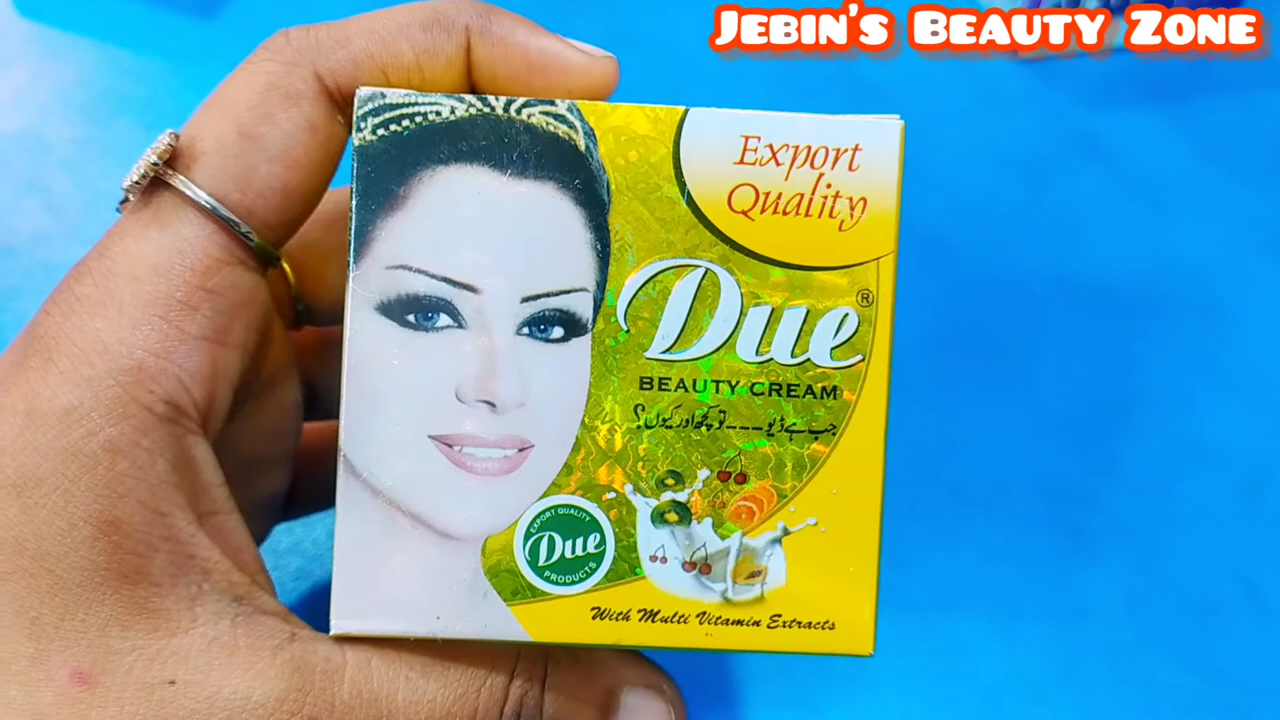 JEBIN'S BEAUTY ZONE
Export
Quality
Due®
BEAUTY CREAM
جب ہے ڈیو---تو کچھ اور کیوں؟
EXPORT QUALITY
Due
PRODUCTS
With Multi Vitamin Extracts